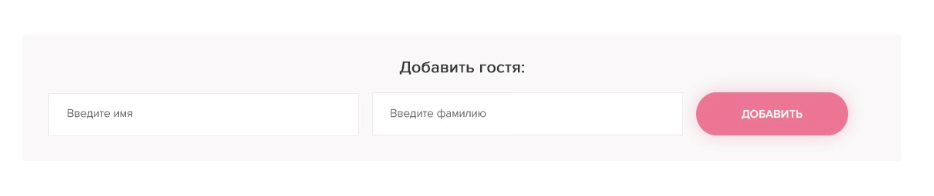 Добавить гостя:
Введите имя
Введите фамилию
ДОБАВИТЬ